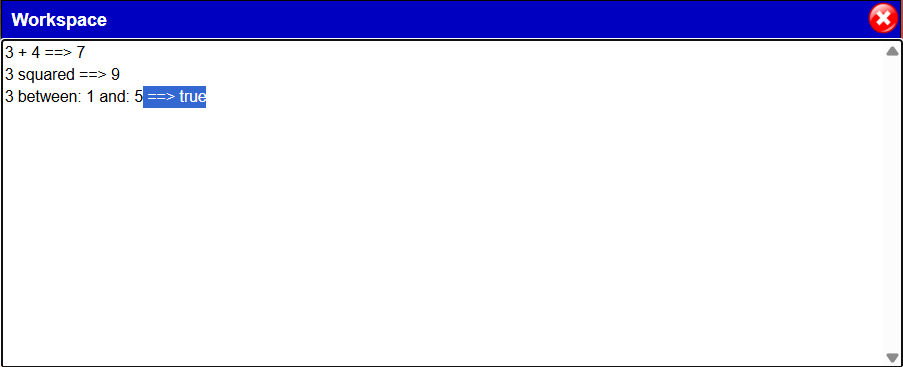 Workspace
3 + 4 ==> 7
3 squared ==> 9
3 between: 1 and: 5 ==> true